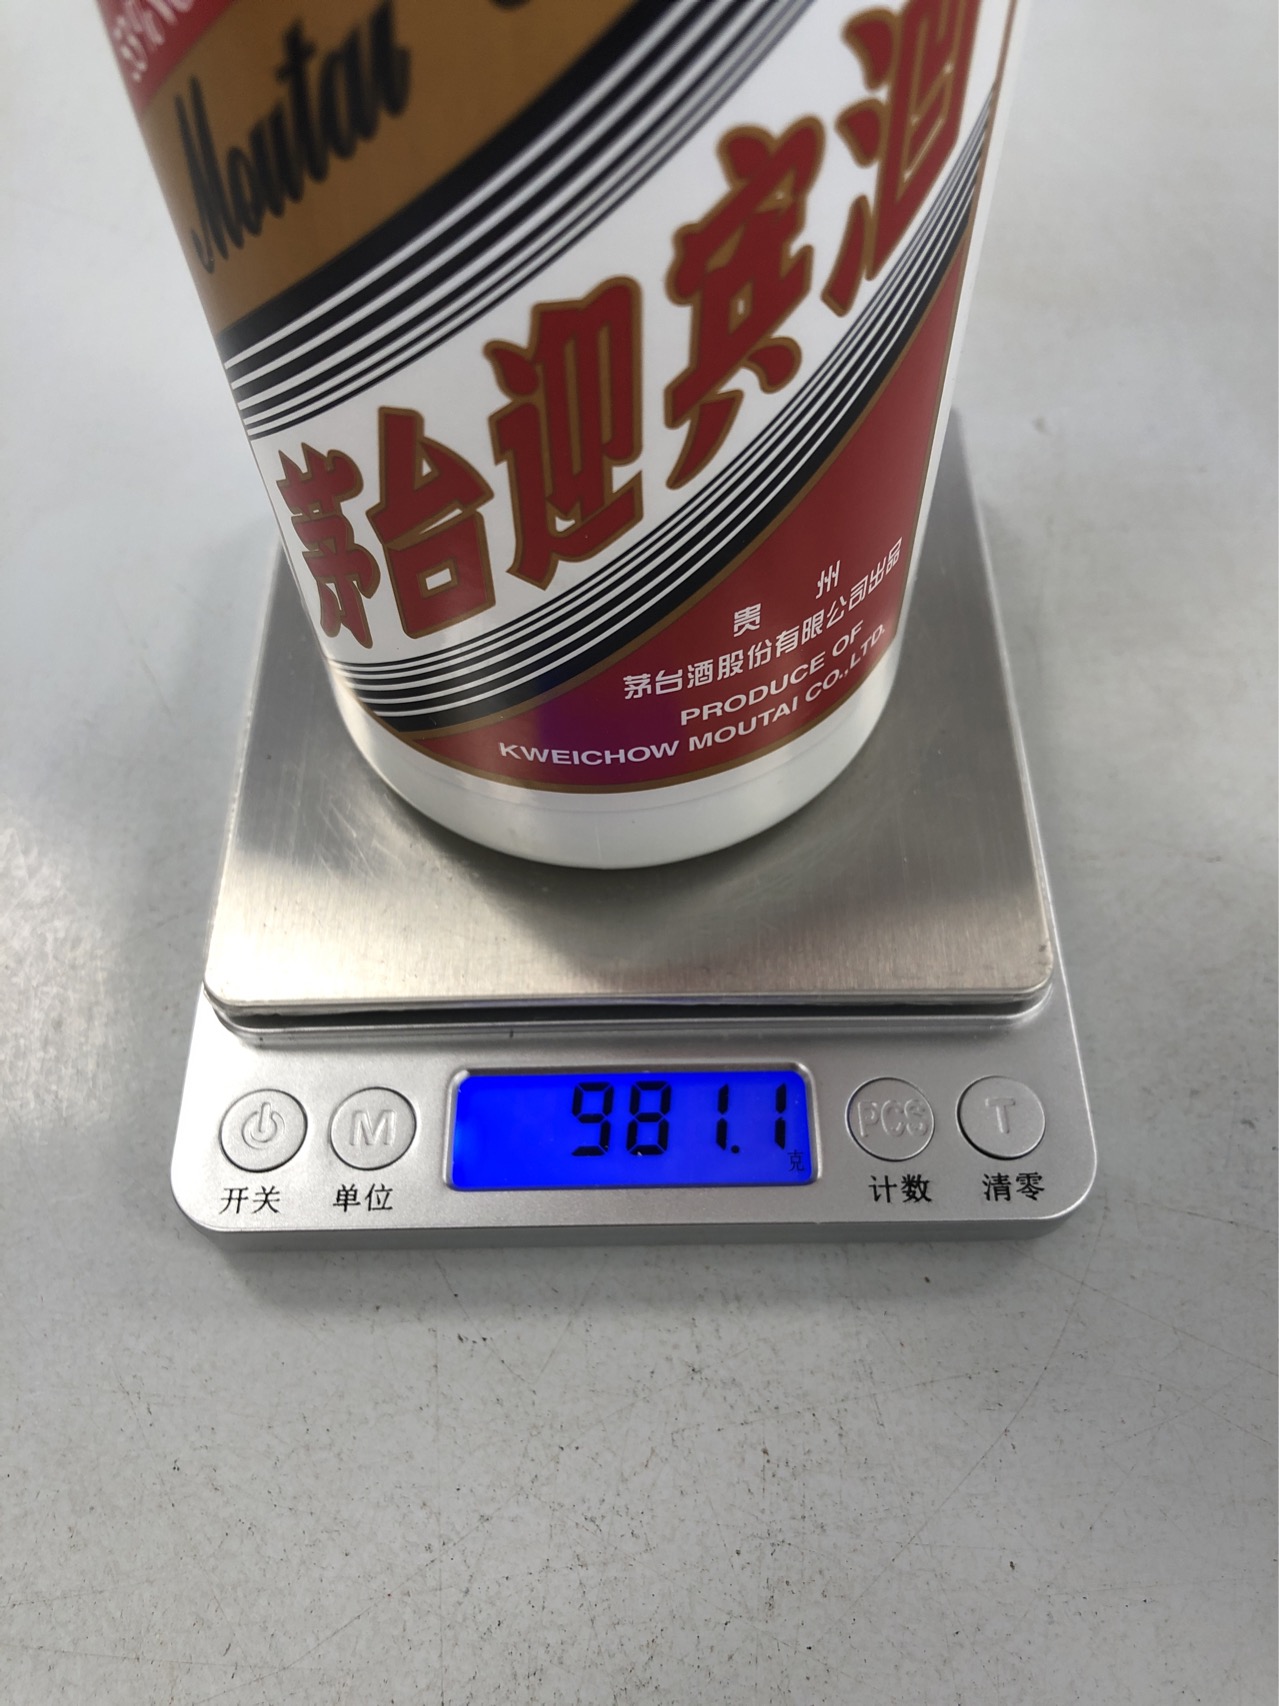 53%
Moutai
茅台迎宾酒
贵 州
茅台酒股份有限公司出品
PRODUCE OF
KWEICHOW MOUTAI CO.,LTD.
981.1
克
M PCS T
开关 单位 计数 清零